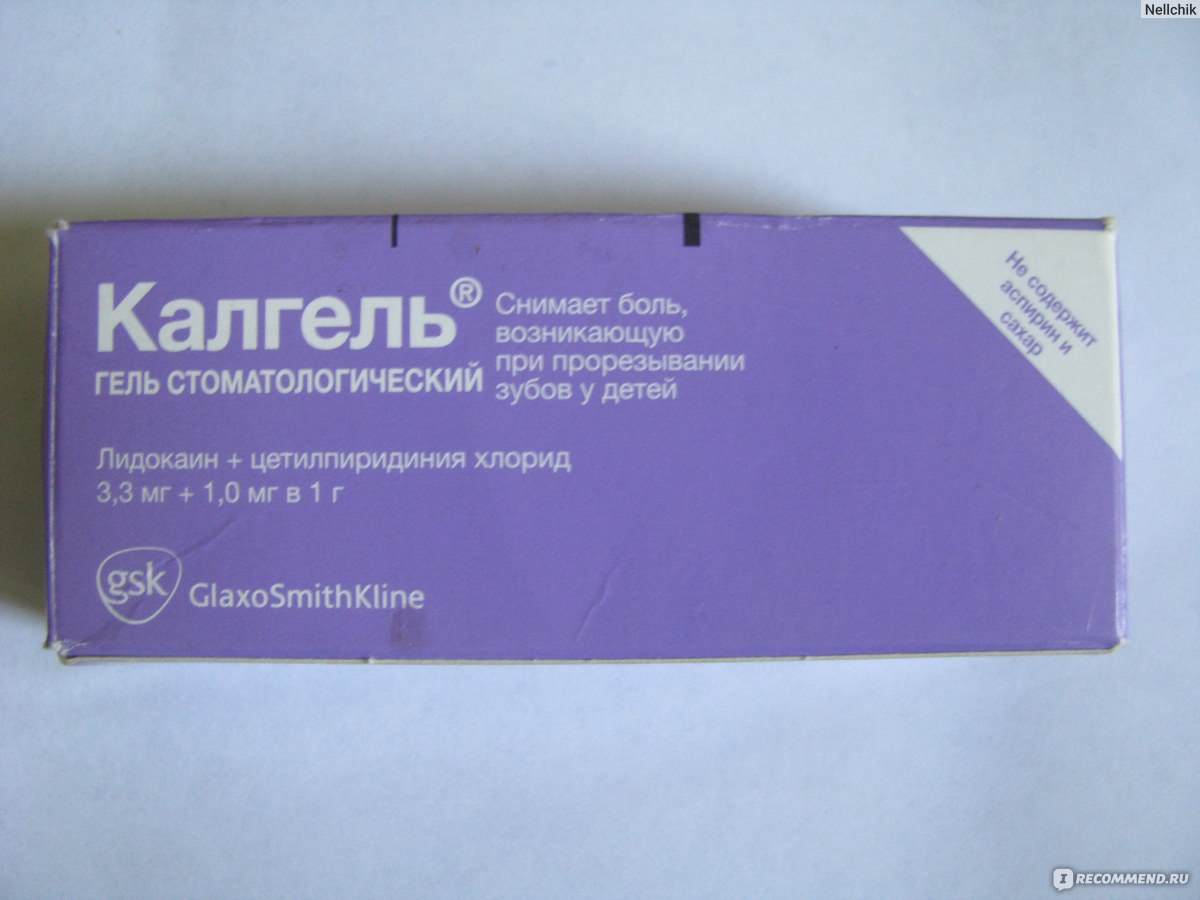 Nellchik
Калгель®
ГЕЛЬ СТОМАТОЛОГИЧЕСКИЙ
Снимает боль,
возникающую
при прорезывании
зубов у детей
Не содержит
аспирин и
сахар
Лидокаин + цетилпиридиния хлорид
3,3 мг + 1,0 мг в 1 г
gsk GlaxoSmithKline
IRECOMMEND.RU